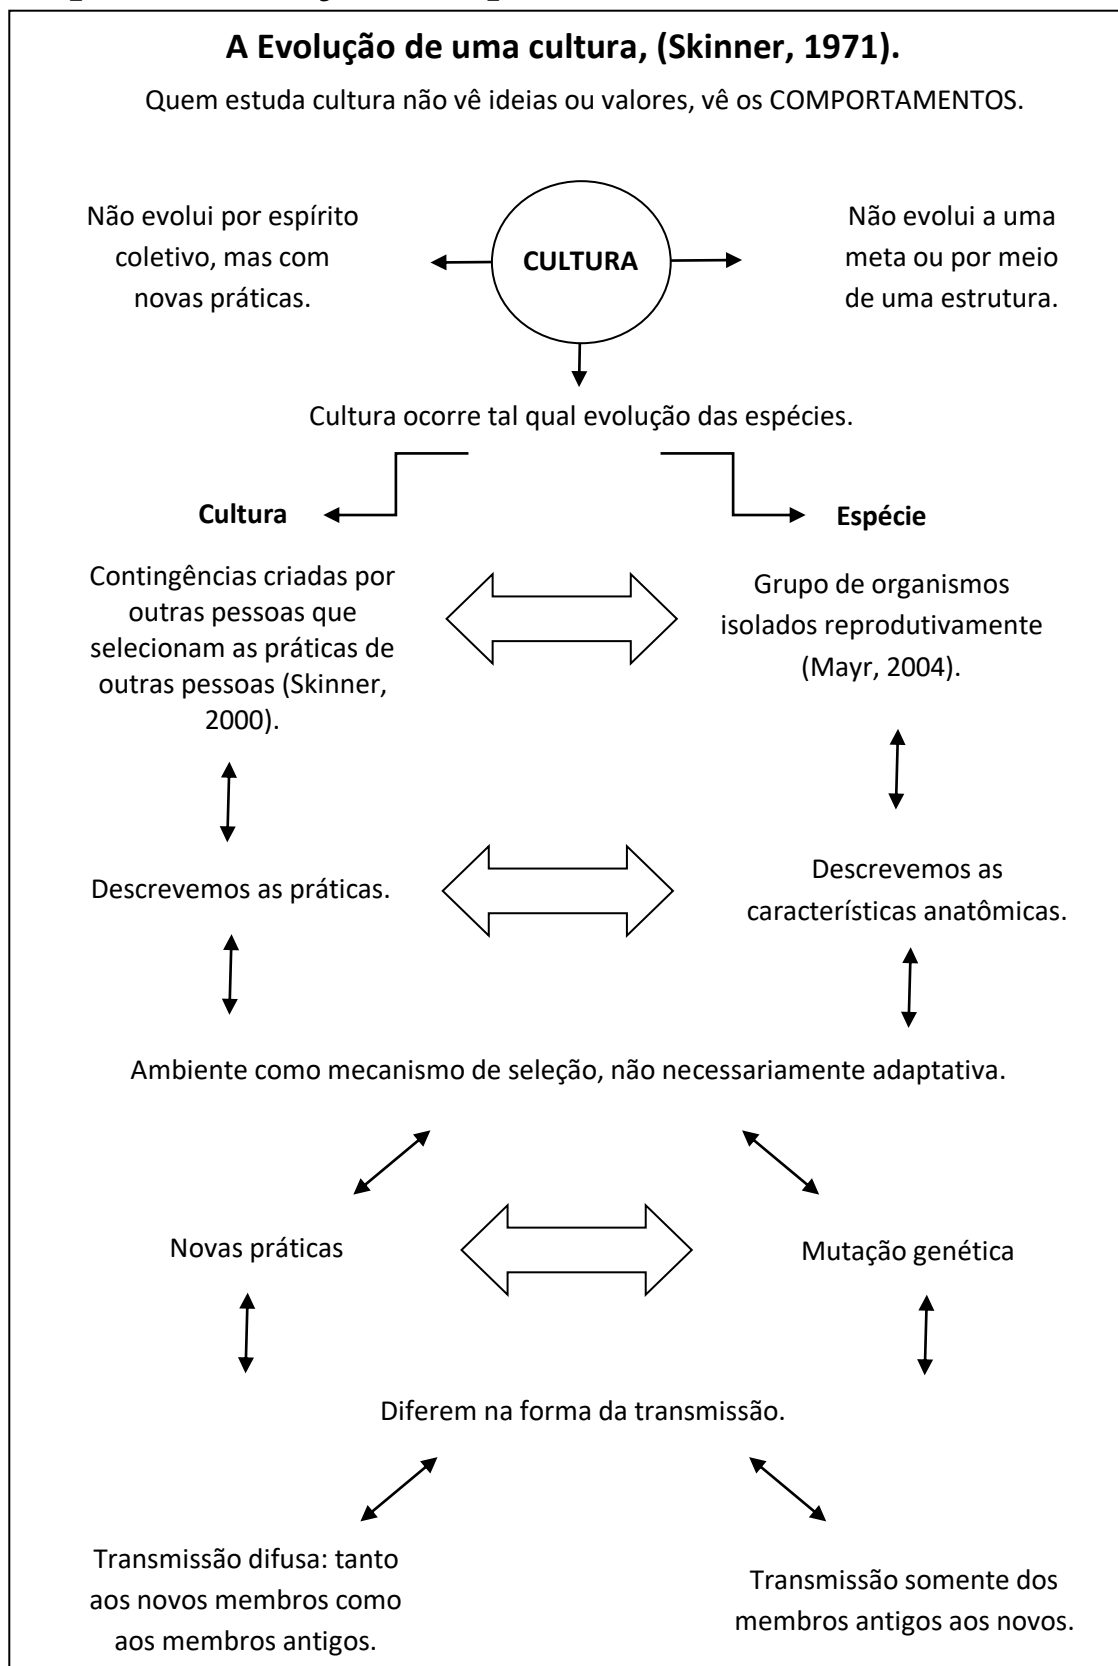 A Evolução de uma cultura, (Skinner, 1971).
Quem estuda cultura não vê ideias ou valores, vê os COMPORTAMENTOS.
Não evolui por espírito
coletivo, mas com
novas práticas.
CULTURA
Não evolui a uma
meta ou por meio
de uma estrutura.
Cultura ocorre tal qual evolução das espécies.
Cultura
Espécie
Contingências criadas por
outras pessoas que
selecionam as práticas de
outras pessoas (Skinner,
2000).
Grupo de organismos
isolados reprodutivamente
(Mayr, 2004).
Descrevemos as práticas.
Descrevemos as
características anatômicas.
Ambiente como mecanismo de seleção, não necessariamente adaptativa.
Novas práticas
Mutação genética
Diferem na forma da transmissão.
Transmissão difusa: tanto
aos novos membros como
aos membros antigos.
Transmissão somente dos
membros antigos aos novos.